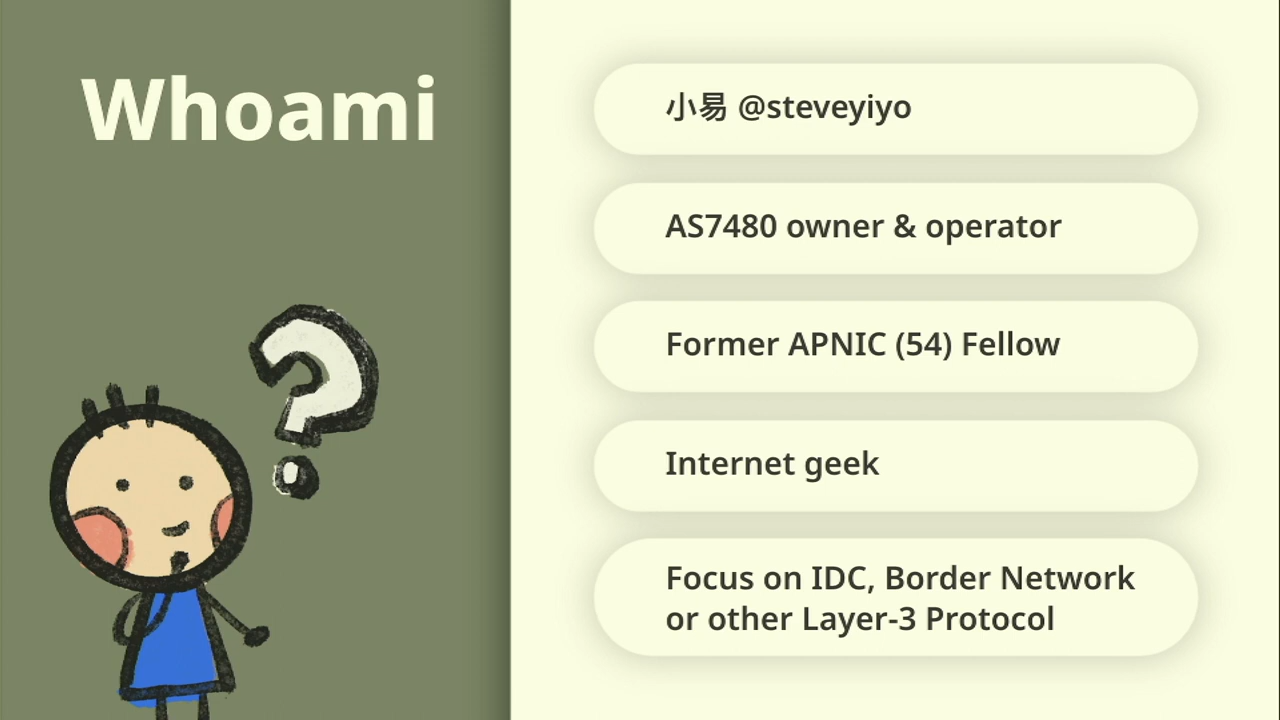 Whoami
小易 @steveyiyo
AS7480 owner & operator
Former APNIC (54) Fellow
Internet geek
Focus on IDC, Border Network
or other Layer-3 Protocol